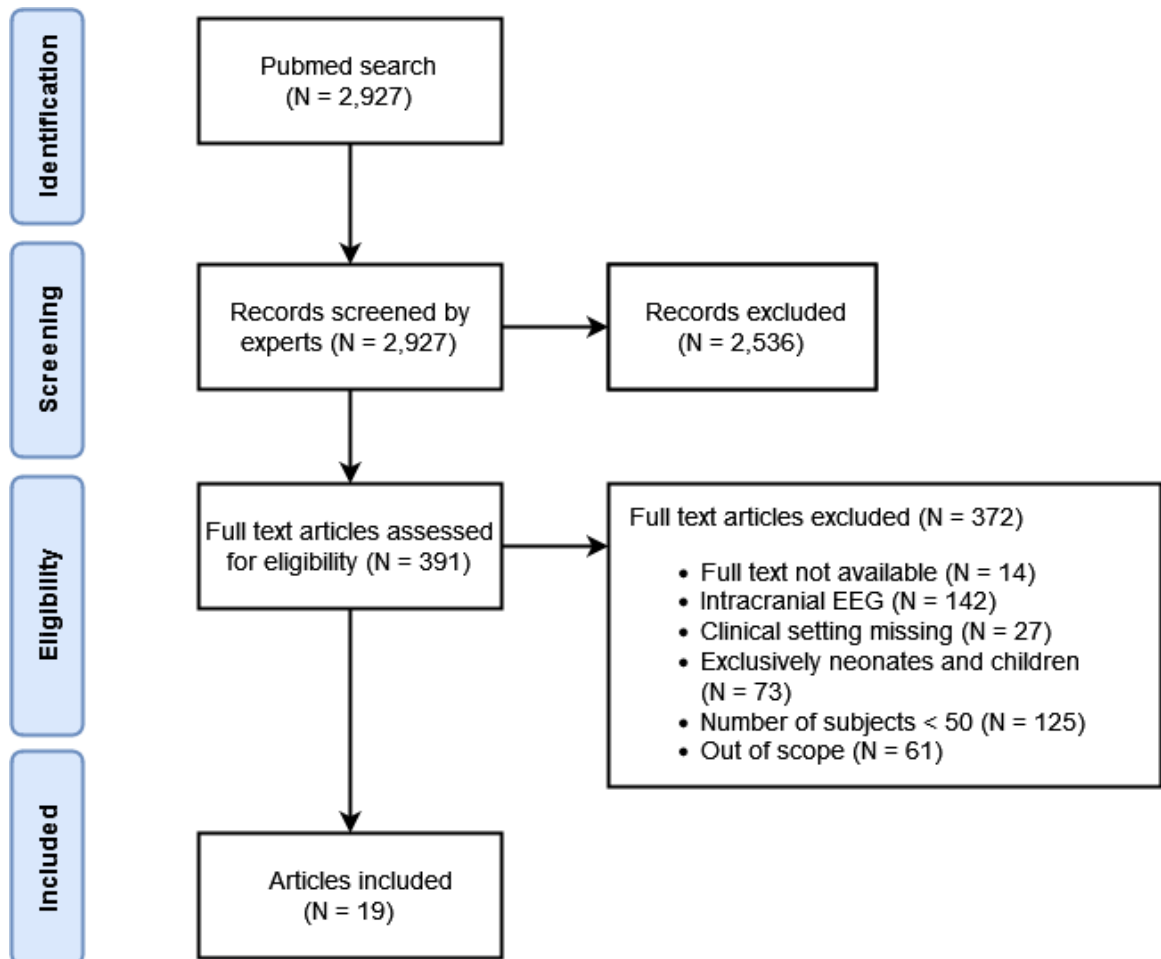 Identification
Pubmed search
(N = 2,927)
Screening
Records screened by
experts (N = 2,927)
Records excluded
(N = 2,536)
Eligibility
Full text articles assessed
for eligibility (N = 391)
Full text articles excluded (N = 372)
• Full text not available (N = 14)
• Intracranial EEG (N = 142)
• Clinical setting missing (N = 27)
• Exclusively neonates and children
(N = 73)
• Number of subjects < 50 (N = 125)
• Out of scope (N = 61)
Included
Articles included
(N = 19)